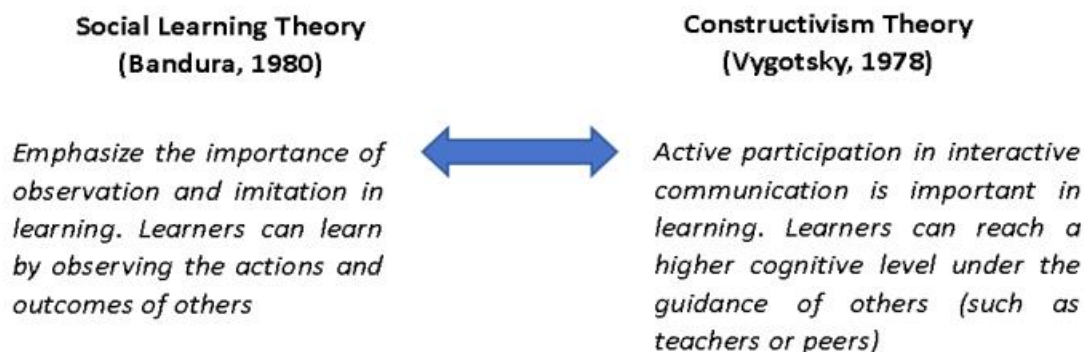 Social Learning Theory
(Bandura, 1980)
Emphasize the importance of
observation and imitation in
learning. Learners can learn
by observing the actions and
outcomes of others
Constructivism Theory
(Vygotsky, 1978)
Active participation in interactive
communication is important in
learning. Learners can reach a
higher cognitive level under the
guidance of others (such as
teachers or peers)